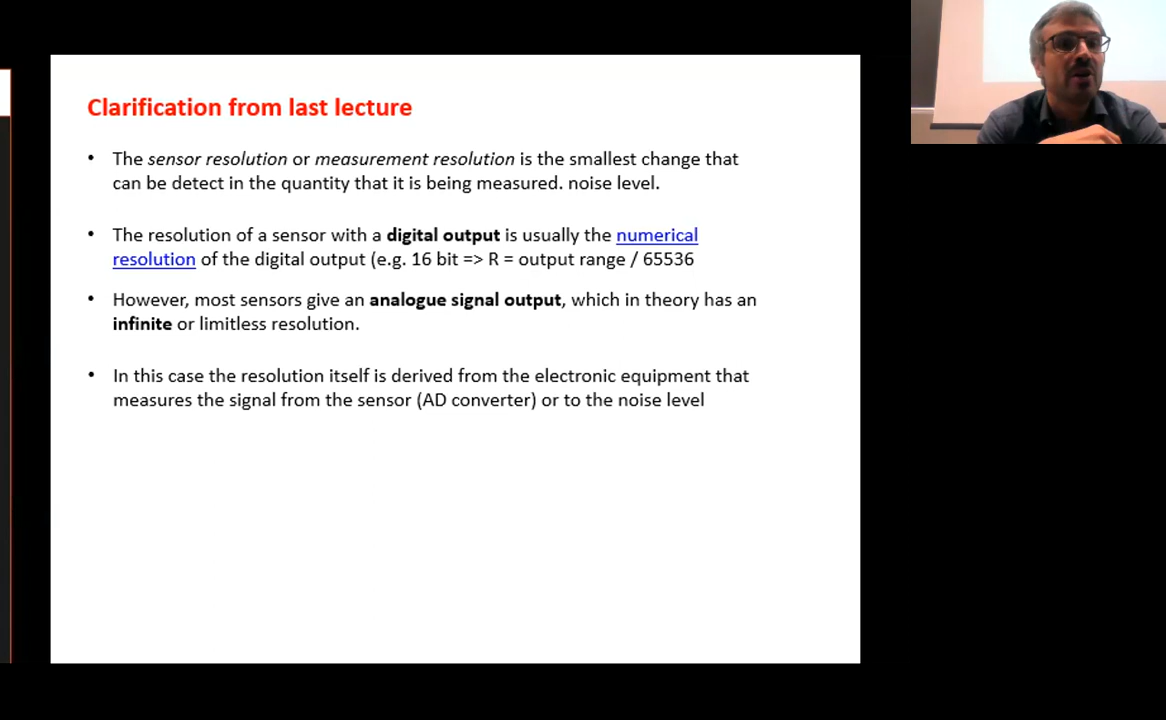 Clarification from last lecture
• The sensor resolution or measurement resolution is the smallest change that
can be detect in the quantity that it is being measured. noise level.
• The resolution of a sensor with a digital output is usually the numerical
resolution of the digital output (e.g. 16 bit => R = output range / 65536
• However, most sensors give an analogue signal output, which in theory has an
infinite or limitless resolution.
• In this case the resolution itself is derived from the electronic equipment that
measures the signal from the sensor (AD converter) or to the noise level